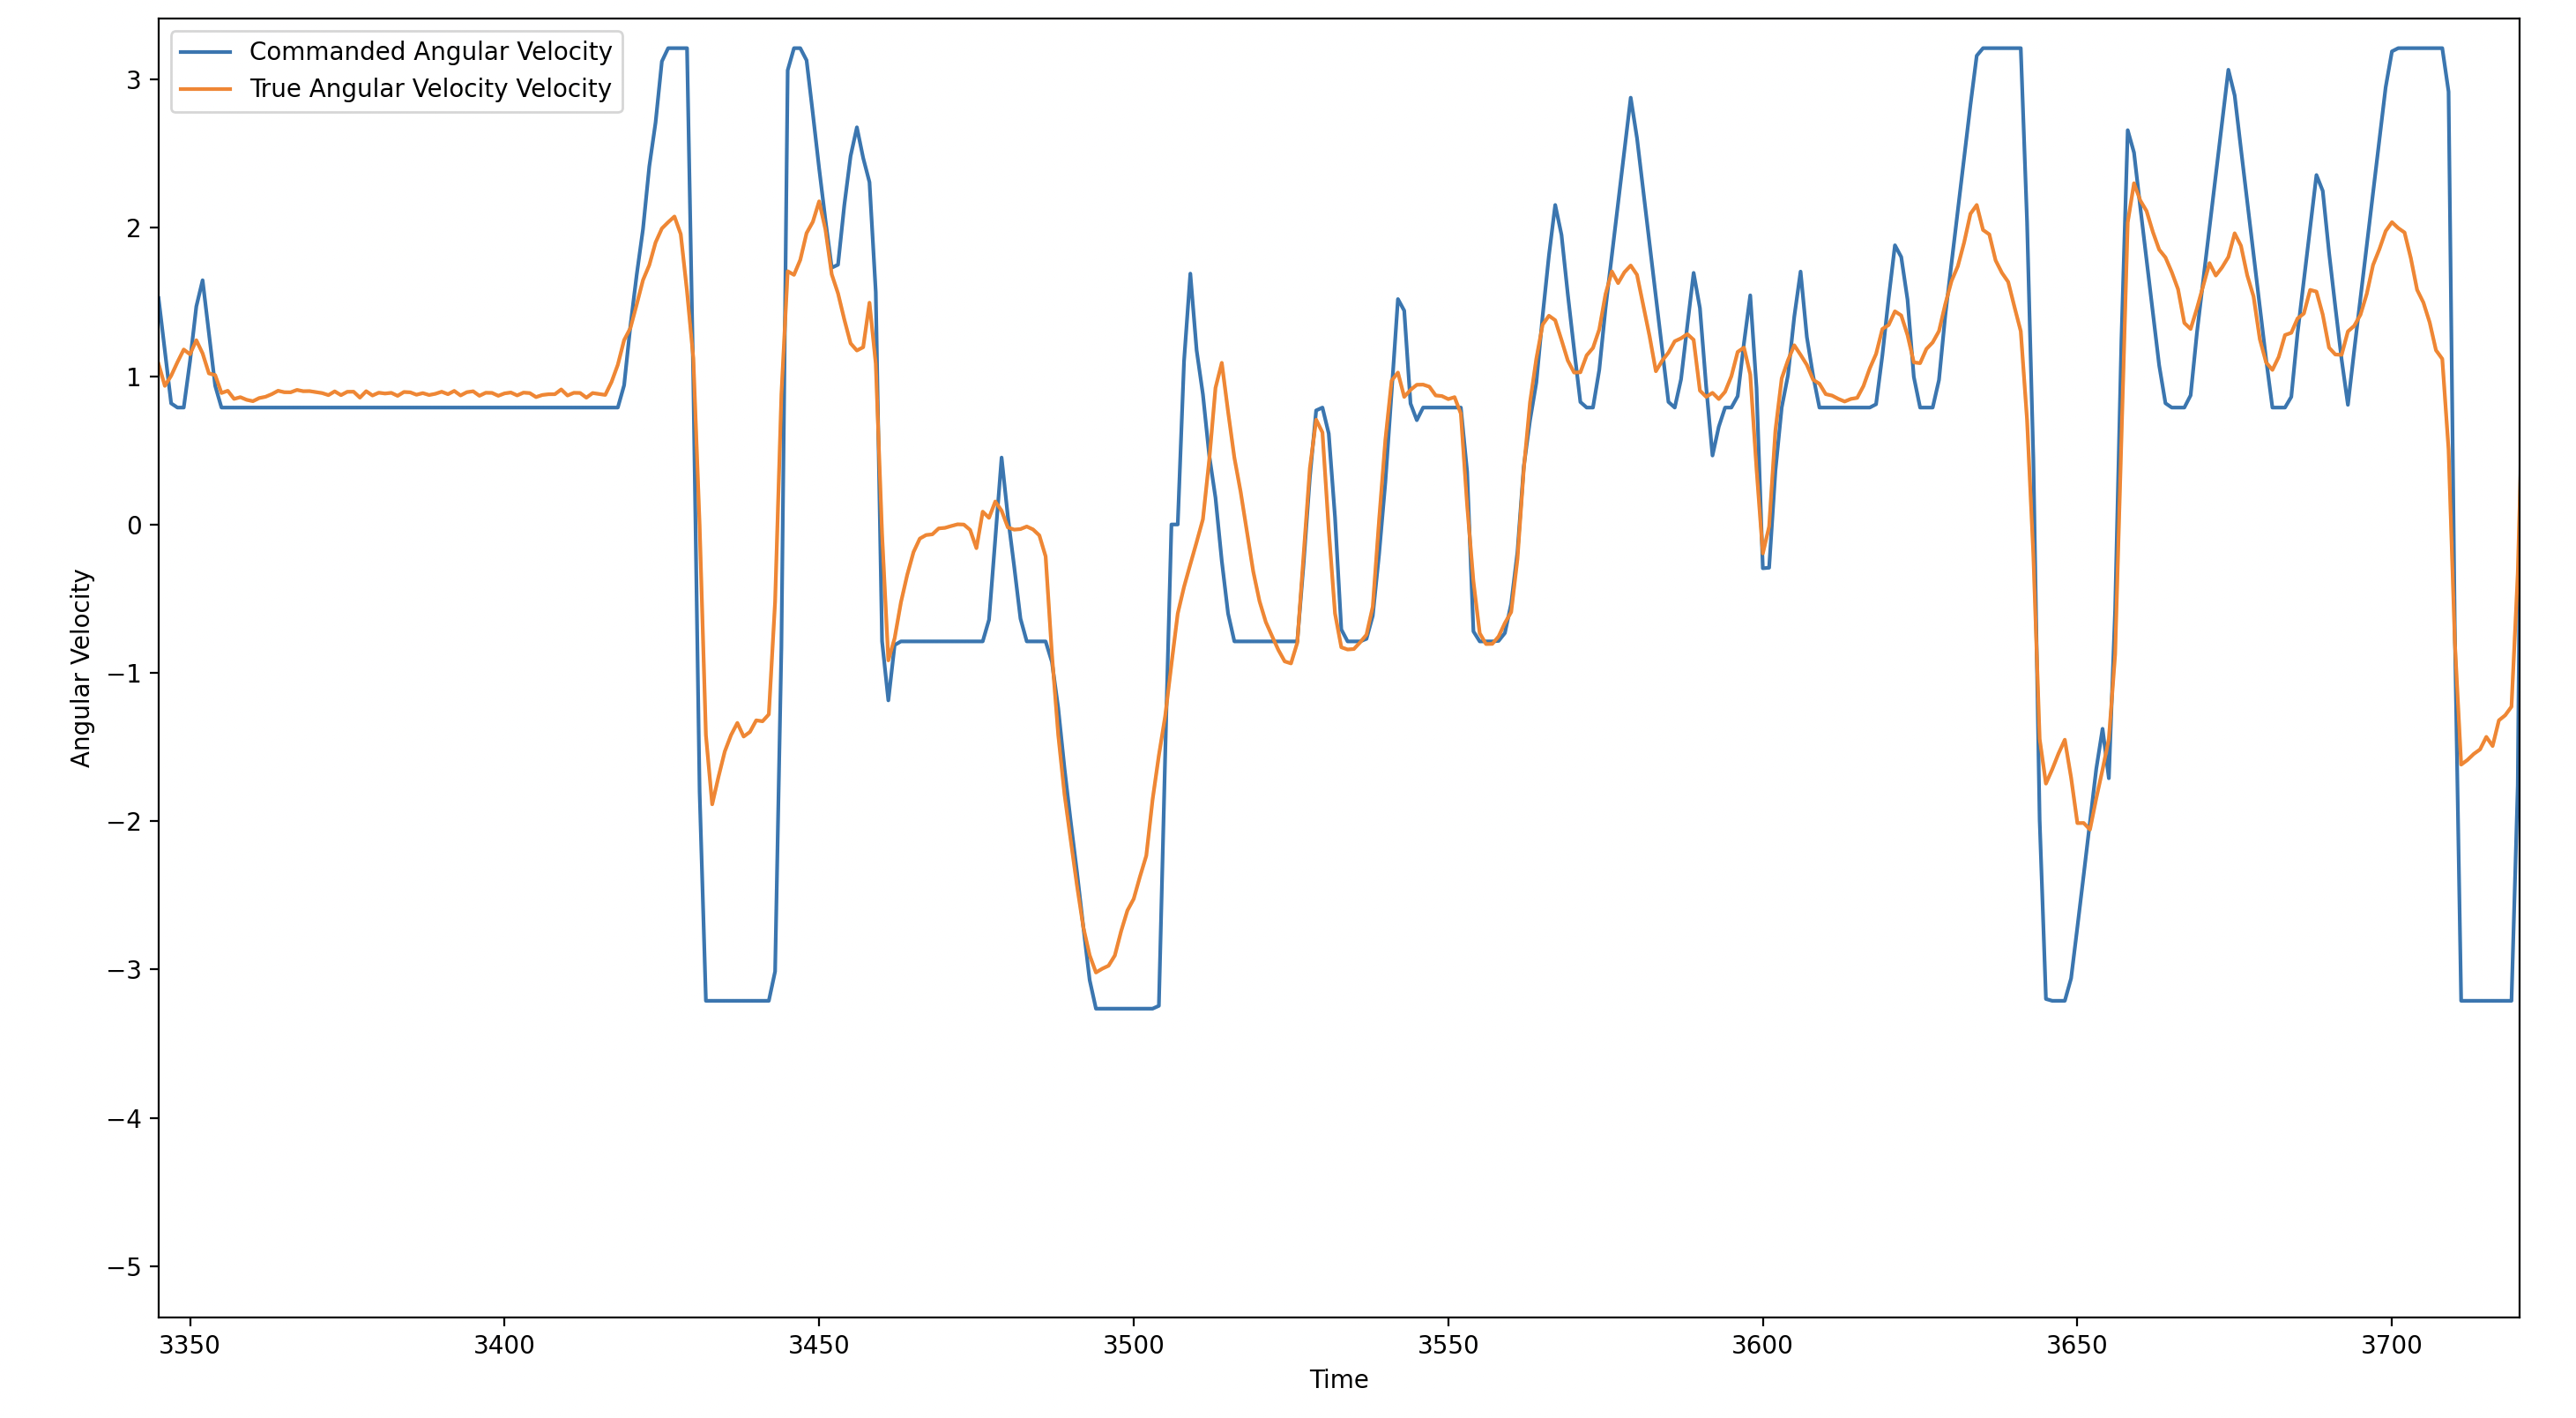 Commanded Angular Velocity
True Angular Velocity Velocity
3
2
1
0
−1
−2
−3
−4
−5
Angular Velocity
3350 3400 3450 3500 3550 3600 3650 3700
Time